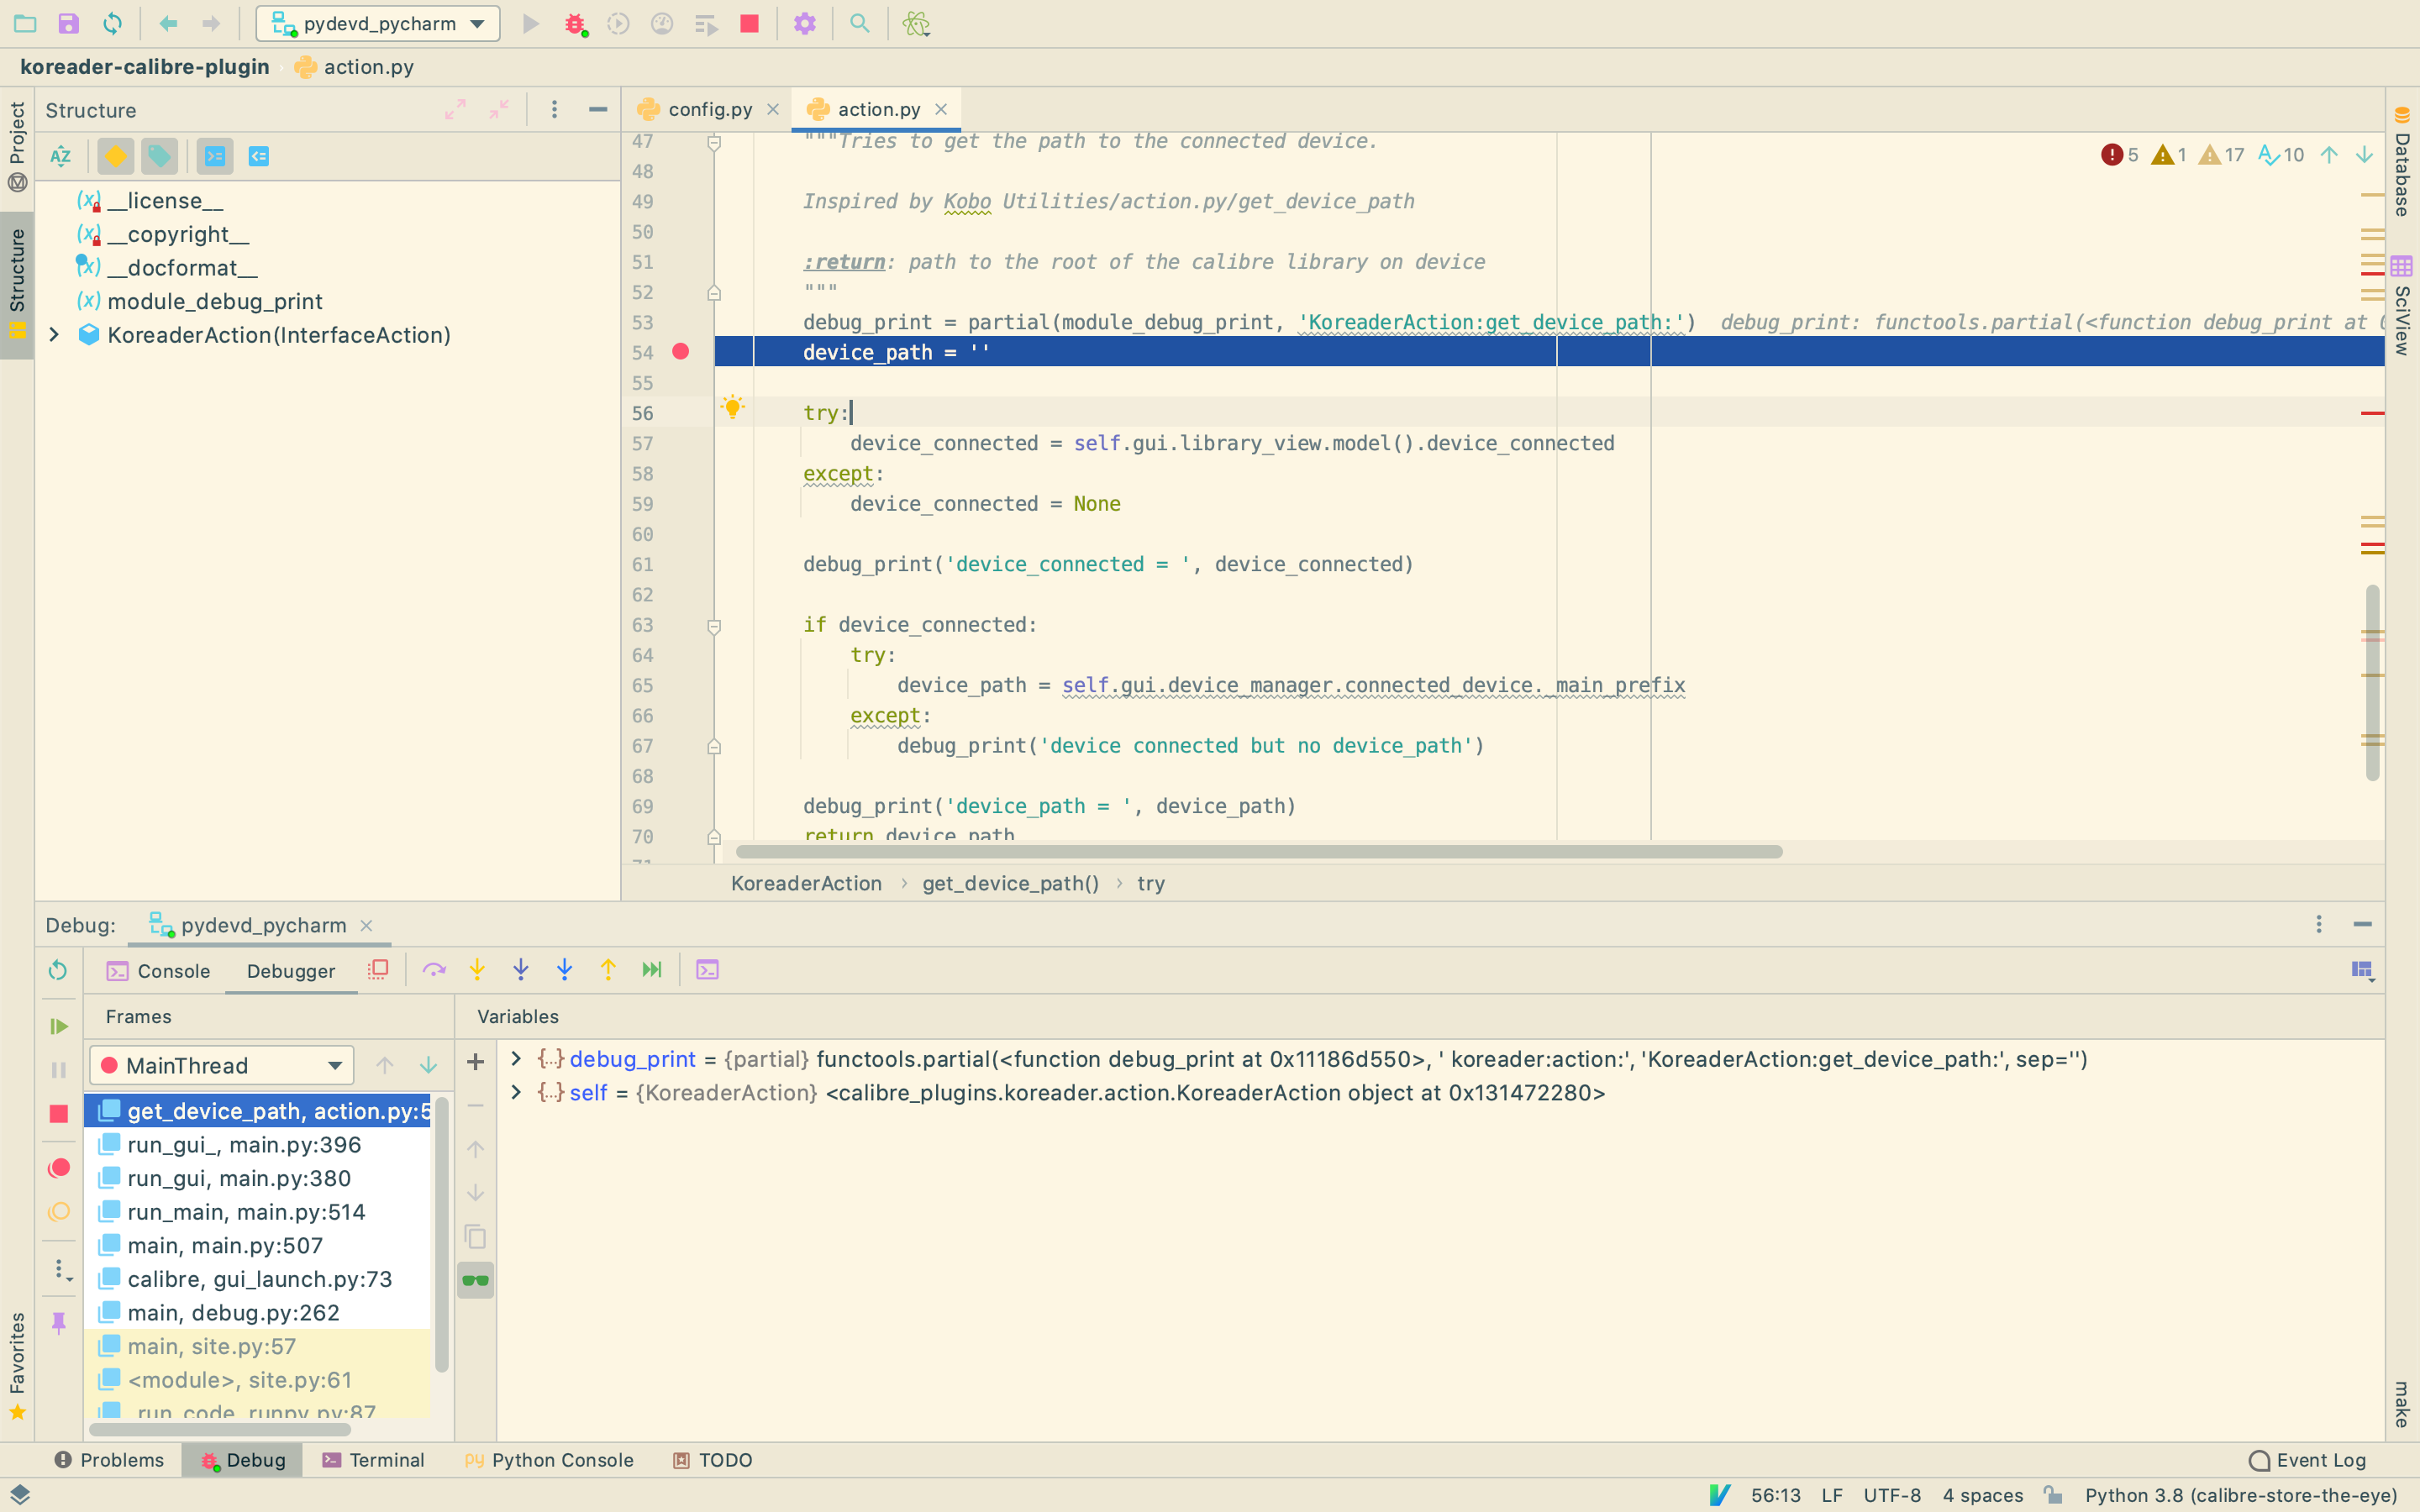 pydevd_pycharm
koreader-calibre-plugin
action.py
Project
Structure
Favorites
Structure
AZ
__license__
__copyright__
__docformat__
module_debug_print
KoreaderAction(InterfaceAction)
config.py
action.py
5 1 17 10
47 """Tries to get the path to the connected device.
48
49 Inspired by Kobo Utilities/action.py/get_device_path
50
51 :return: path to the root of the calibre library on device
52 """
53 debug_print = partial(module_debug_print, 'KoreaderAction:get_device_path:') debug_print: functools.partial(<function debug_print at
54 device_path = ''
55
56 try:
57 device_connected = self.gui.library_view.model().device_connected
58 except:
59 device_connected = None
60
61 debug_print('device_connected = ', device_connected)
62
63 if device_connected:
64 try:
65 device_path = self.gui.device_manager.connected_device._main_prefix
66 except:
67 debug_print('device connected but no device_path')
68
69 debug_print('device_path = ', device_path)
70 return device_path
KoreaderAction › get_device_path() › try
Database
SciView
make
Debug: pydevd_pycharm
Console Debugger
Frames
Variables
MainThread
get_device_path, action.py:5
run_gui_, main.py:396
run_gui, main.py:380
run_main, main.py:514
main, main.py:507
calibre, gui_launch.py:73
main, debug.py:262
main, site.py:57
<module>, site.py:61
_run_code, runpy.py:87
debug_print = {partial} functools.partial(<function debug_print at 0x11186d550>, ' koreader:action:', 'KoreaderAction:get_device_path:', sep='')
self = {KoreaderAction} <calibre_plugins.koreader.action.KoreaderAction object at 0x131472280>
Problems Debug Terminal Python Console TODO Event Log
56:13 LF UTF-8 4 spaces Python 3.8 (calibre-store-the-eye)